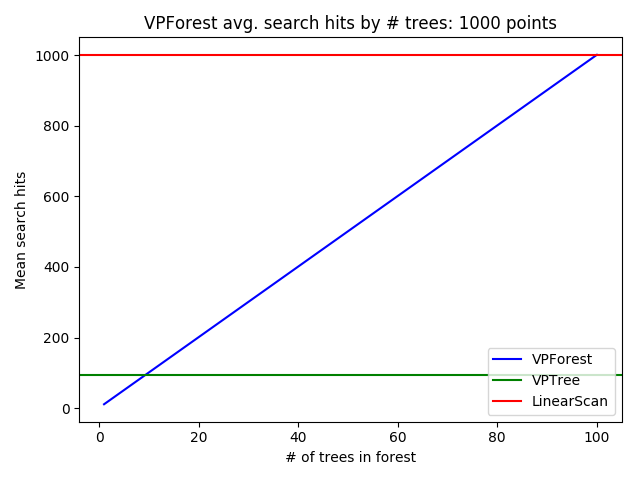 VPForest avg. search hits by # trees: 1000 points
1000
800
600
400
200
0
Mean search hits
0 20 40 60 80 100
# of trees in forest
VPForest
VPTree
LinearScan